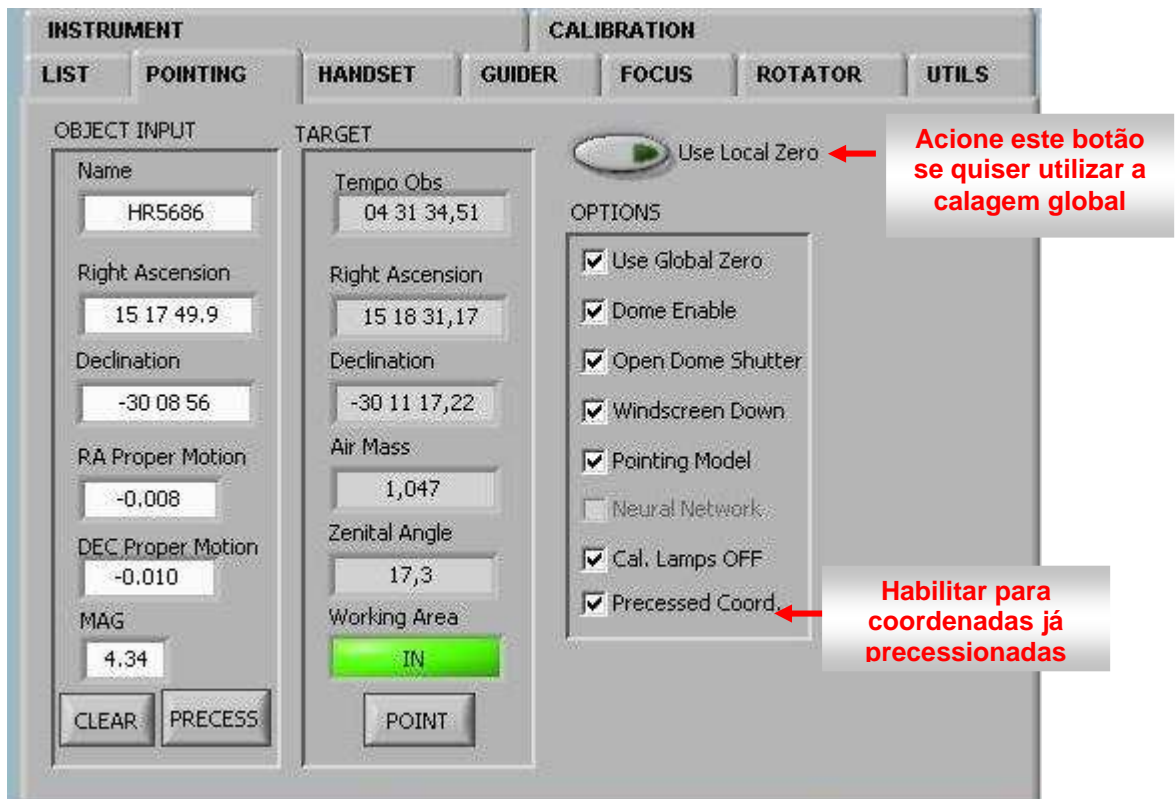 INSTRUMENT
CALIBRATION
LIST
POINTING
HANDSET
GUIDER
FOCUS
ROTATOR
UTILS
OBJECT INPUT
Name
HR5686
Right Ascension
15 17 49.9
Declination
-30 08 56
RA Proper Motion
-0.008
DEC Proper Motion
-0.010
MAG
4.34
CLEAR
PRECESS
TARGET
Tempo Obs
04 31 34,51
Right Ascension
15 18 31,17
Declination
-30 11 17,22
Air Mass
1,047
Zenital Angle
17,3
Working Area
IN
POINT
Use Local Zero
OPTIONS
Use Global Zero
Dome Enable
Open Dome Shutter
Windscreen Down
Pointing Model
Neural Network
Cal. Lamps OFF
Precessed Coord.
Acione este botão
se quiser utilizar a
calagem global
Habilitar para
coordenadas já
precessionadas